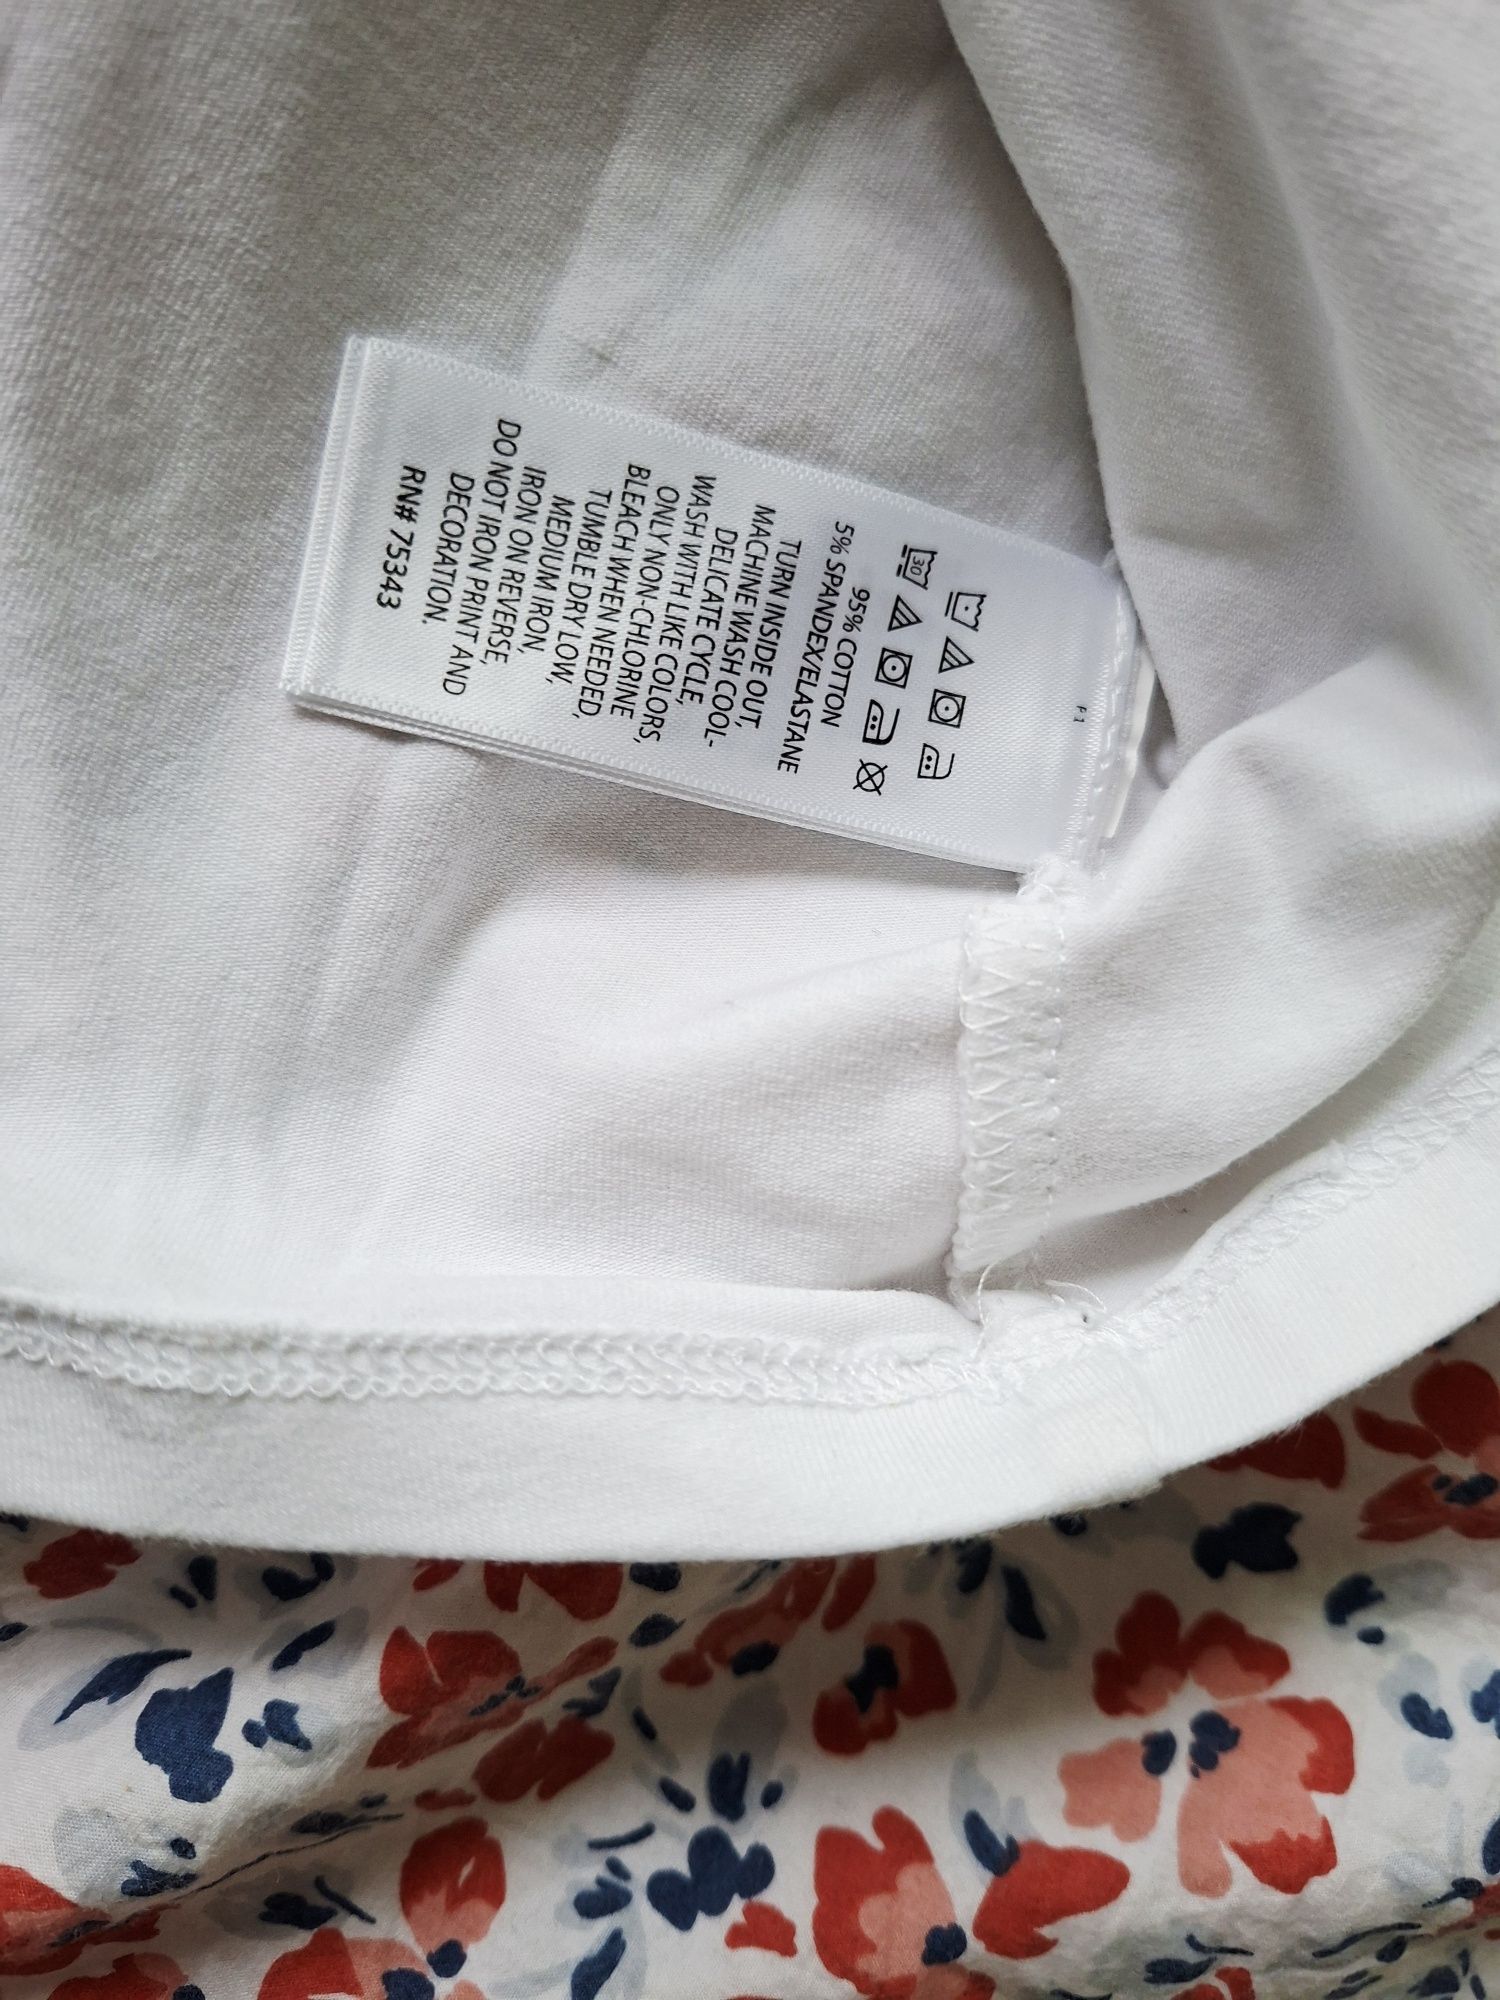 F 1
30
95% COTTON
5% SPANDEX/ELASTANE
TURN INSIDE OUT,
MACHINE WASH COOL-
DELICATE CYCLE,
WASH WITH LIKE COLORS,
ONLY NON-CHLORINE
BLEACH WHEN NEEDED,
TUMBLE DRY LOW,
MEDIUM IRON,
IRON ON REVERSE,
DO NOT IRON PRINT AND
DECORATION.
RN# 75343